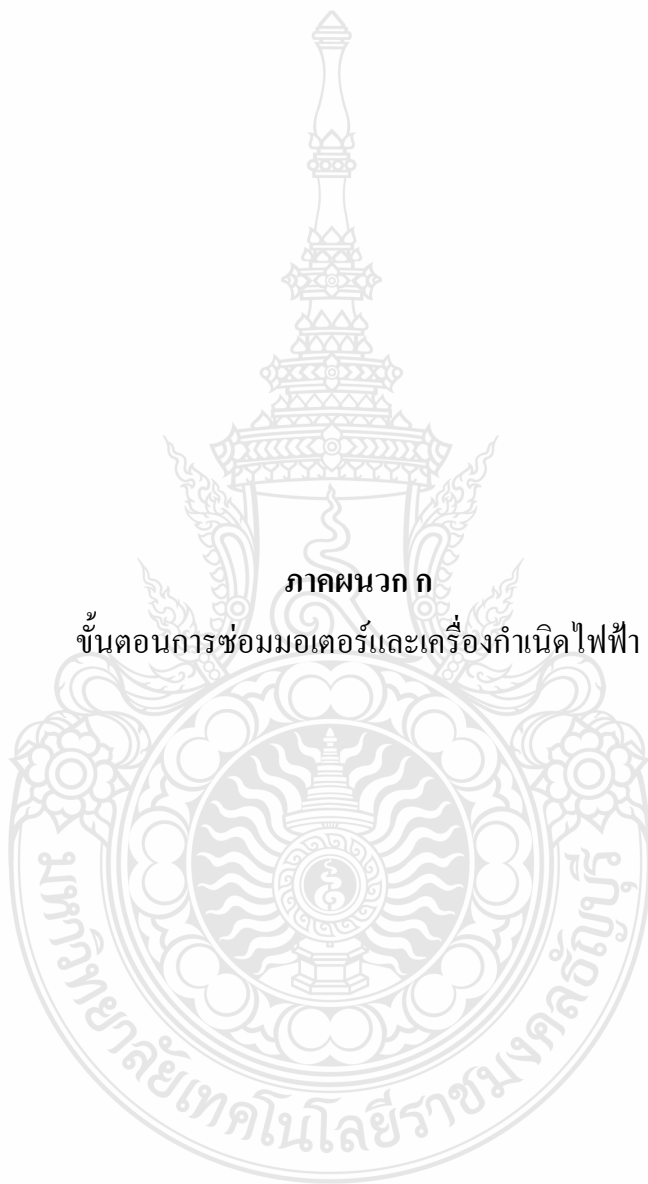 ภาคผนวก ก
ขั้นตอนการซ่อมมอเตอร์และเครื่องกำเนิดไฟฟ้า
มหาวิทยาลัยเทคโนโลยีราชมงคลธัญบุรี